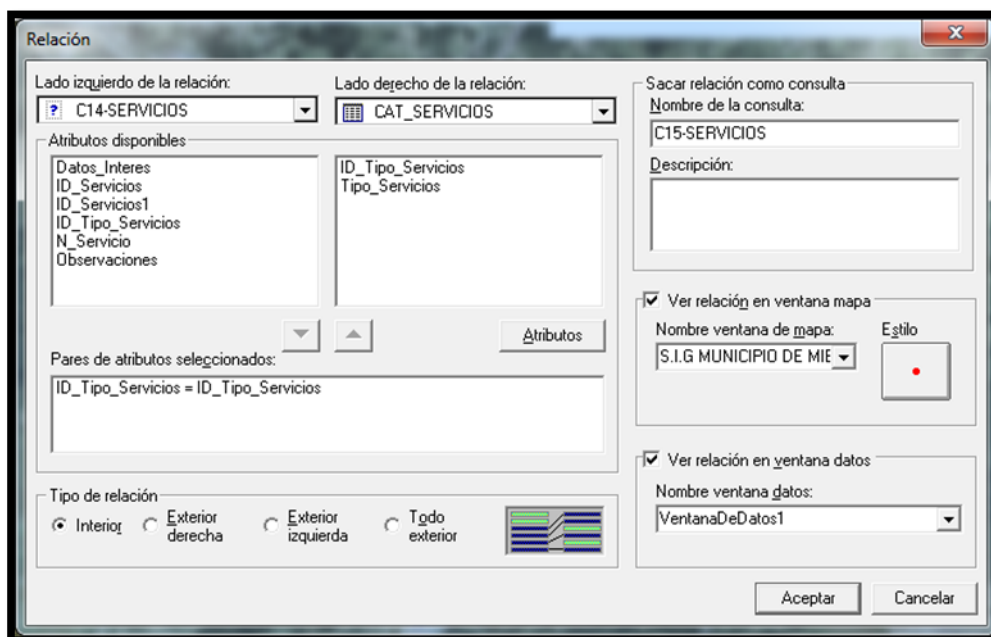 Relación
Lado izquierdo de la relación:
C14-SERVICIOS
Lado derecho de la relación:
CAT_SERVICIOS
Atributos disponibles
Datos_Interes
ID_Servicios
ID_Servicios1
ID_Tipo_Servicios
N_Servicio
Observaciones
ID_Tipo_Servicios
Tipo_Servicios
Atributos
Pares de atributos seleccionados:
ID_Tipo_Servicios = ID_Tipo_Servicios
Tipo de relación
Interior
Exterior derecha
Exterior izquierda
Todo exterior
Sacar relación como consulta
Nombre de la consulta:
C15-SERVICIOS
Descripción:
Ver relación en ventana mapa
Nombre ventana de mapa:
S.I.G MUNICIPIO DE MIE
Estilo
Ver relación en ventana datos
Nombre ventana datos:
VentanaDeDatos1
Aceptar
Cancelar